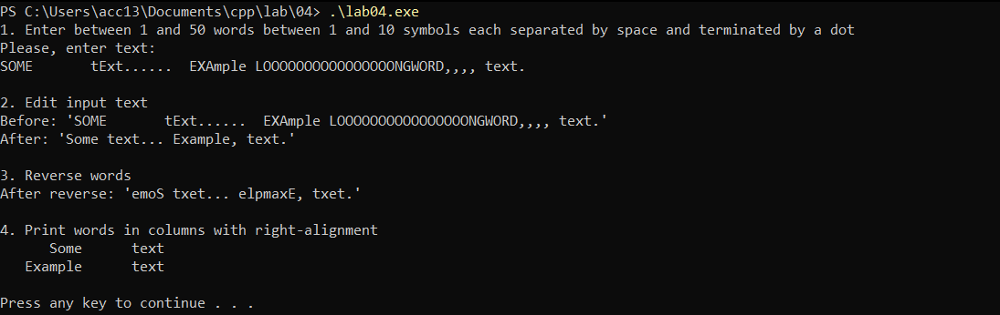 PS C:\Users\acc13\Documents\cpp\lab\04> .\lab04.exe
1. Enter between 1 and 50 words between 1 and 10 symbols each separated by space and terminated by a dot
Please, enter text:
SOME       tExt......  EXAmple LOOOOOOOOOOOOOOOONGWORD,,,, text.

2. Edit input text
Before: 'SOME       tExt......  EXAmple LOOOOOOOOOOOOOOOONGWORD,,,, text.'
After: 'Some text... Example, text.'

3. Reverse words
After reverse: 'emoS txet... elpmaxE, txet.'

4. Print words in columns with right-alignment
      Some      text
   Example      text

Press any key to continue . . .